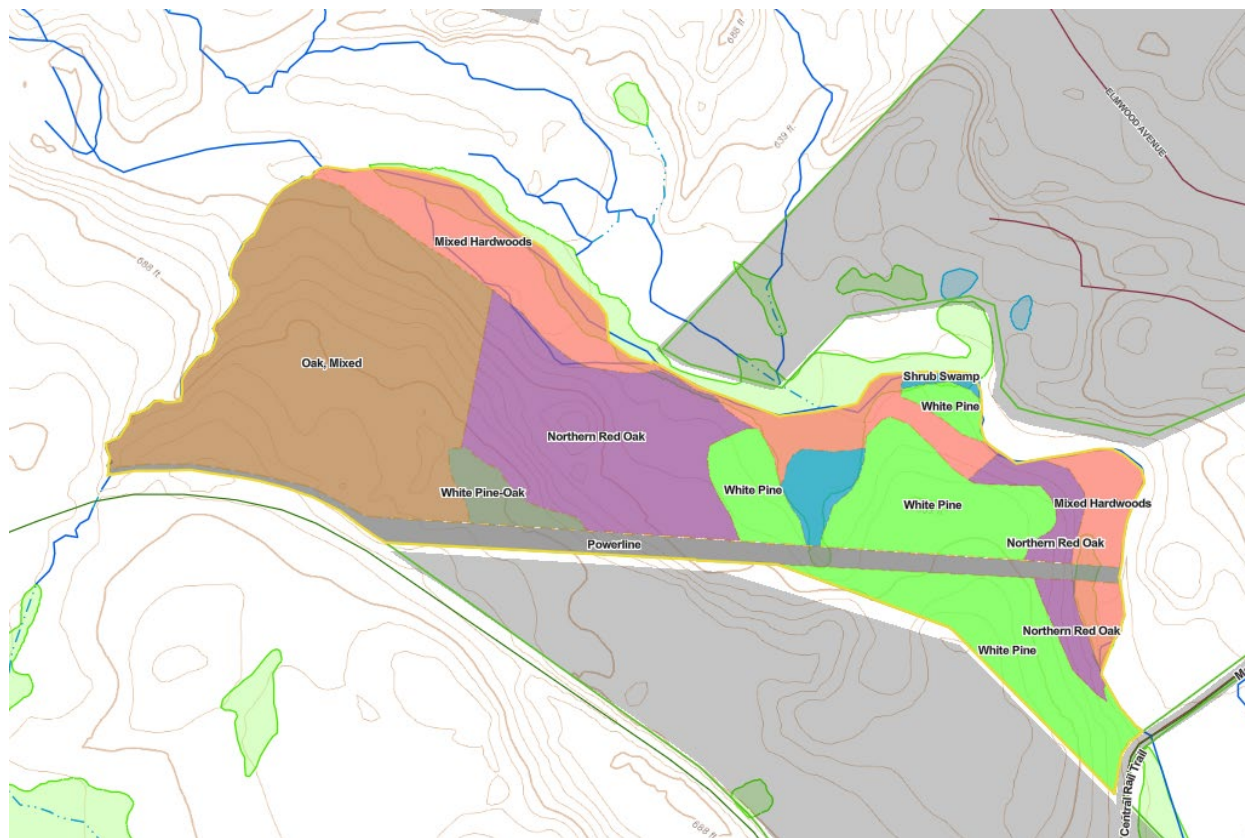 688 ft
ELMWOOD AVENUE
639 ft
Mixed Hardwoods
688 ft
Oak, Mixed
Shrub Swamp
White Pine
Northern Red Oak
White Pine-Oak
White Pine
White Pine
Mixed Hardwoods
Northern Red Oak
Powerline
Northern Red Oak
White Pine
Central Rail Trail
688 ft